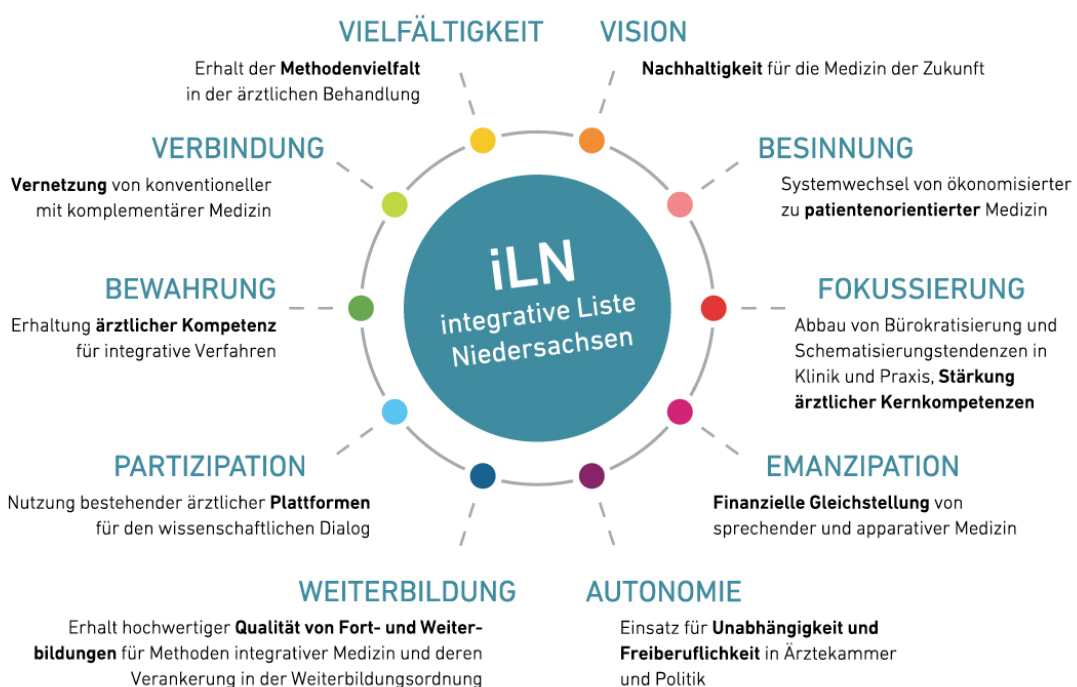 VIELFÄLTIGKEIT
Erhalt der Methodenvielfalt
in der ärztlichen Behandlung
VISION
Nachhaltigkeit für die Medizin der Zukunft
VERBINDUNG
Vernetzung von konventioneller
mit komplementärer Medizin
BESINNUNG
Systemwechsel von ökonomisierter
zu patientenorientierter Medizin
iLN
integrative Liste
Niedersachsen
BEWAHRUNG
Erhaltung ärztlicher Kompetenz
für integrative Verfahren
FOKUSSIERUNG
Abbau von Bürokratisierung und
Schematisierungstendenzen in
Klinik und Praxis, Stärkung
ärztlicher Kernkompetenzen
PARTIZIPATION
Nutzung bestehender ärztlicher Plattformen
für den wissenschaftlichen Dialog
EMANZIPATION
Finanzielle Gleichstellung von
sprechender und apparativer Medizin
WEITERBILDUNG
Erhalt hochwertiger Qualität von Fort- und Weiter-
bildungen für Methoden integrativer Medizin und deren
Verankerung in der Weiterbildungsordnung
AUTONOMIE
Einsatz für Unabhängigkeit und
Freiberuflichkeit in Ärztekammer
und Politik